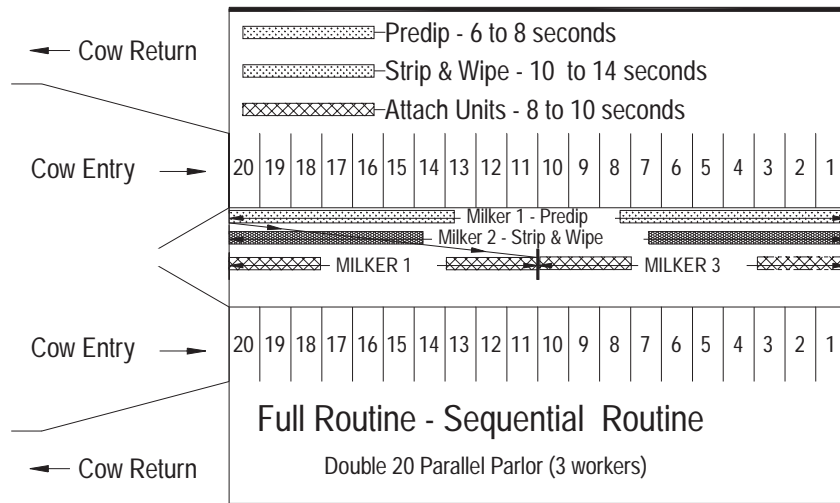 Predip - 6 to 8 seconds
Cow Return
Strip & Wipe - 10 to 14 seconds
Attach Units - 8 to 10 seconds
Cow Entry
20 19 18 17 16 15 14 13 12 11 10 9 8 7 6 5 4 3 2 1
Milker 1 - Predip
Milker 2 - Strip & Wipe
MILKER 1 MILKER 3
Cow Entry
20 19 18 17 16 15 14 13 12 11 10 9 8 7 6 5 4 3 2 1
Full Routine - Sequential Routine
Cow Return
Double 20 Parallel Parlor (3 workers)